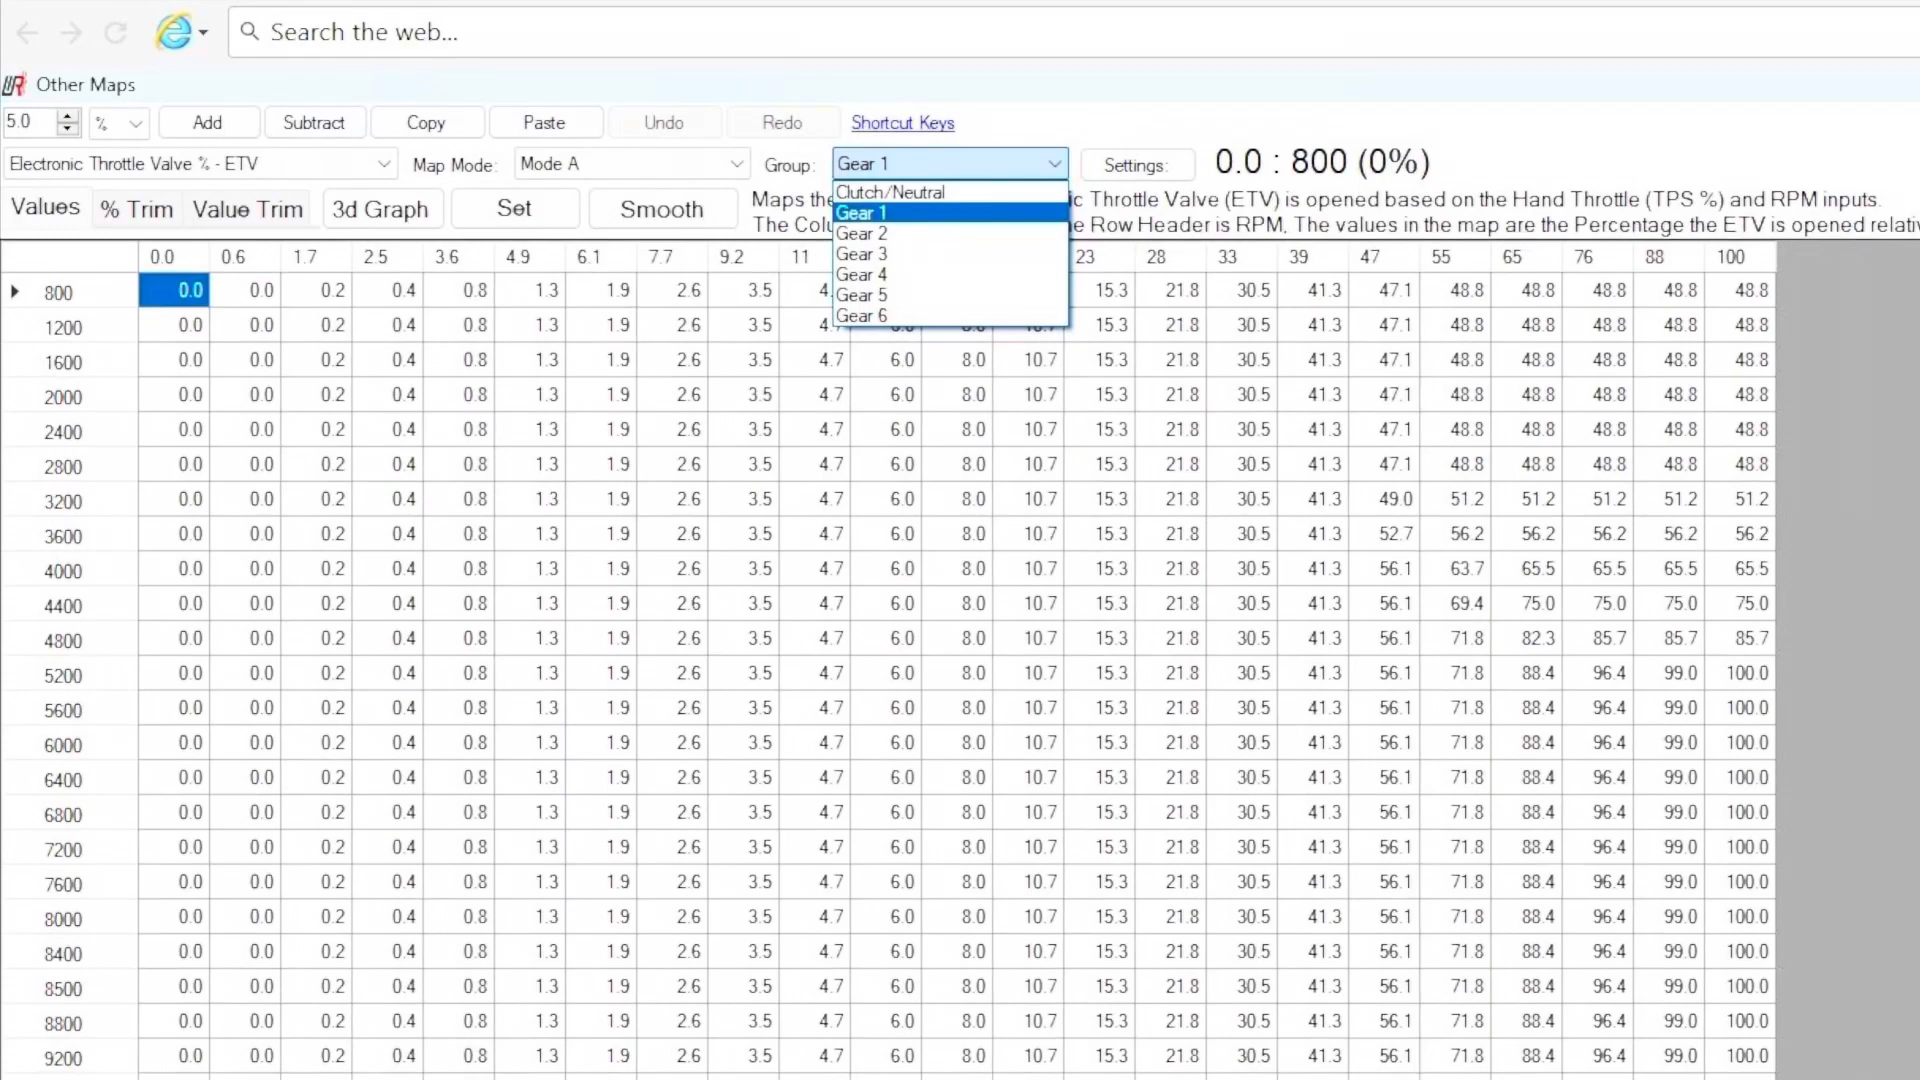 Search the web...
Other Maps
5.0 % Add Subtract Copy Paste Undo Redo Shortcut Keys
Electronic Throttle Valve % - ETV Map Mode: Mode A Group: Gear 1 Settings: 0.0 : 800 (0%)
Clutch/Neutral
Gear 1
Gear 2
Gear 3
Gear 4
Gear 5
Gear 6
Values % Trim Value Trim 3d Graph Set Smooth
Maps the c Throttle Valve (ETV) is opened based on the Hand Throttle (TPS %) and RPM inputs.
The Row Header is RPM, The values in the map are the Percentage the ETV is opened
0.0 0.6 1.7 2.5 3.6 4.9 6.1 7.7 9.2 11 23 28 33 39 47 55 65 76 88 100
800 0.0 0.0 0.2 0.4 0.8 1.3 1.9 2.6 3.5 15.3 21.8 30.5 41.3 47.1 48.8 48.8 48.8 48.8 48.8
1200 0.0 0.0 0.2 0.4 0.8 1.3 1.9 2.6 3.5 15.3 21.8 30.5 41.3 47.1 48.8 48.8 48.8 48.8 48.8
1600 0.0 0.0 0.2 0.4 0.8 1.3 1.9 2.6 3.5 4.7 6.0 8.0 10.7 15.3 21.8 30.5 41.3 47.1 48.8 48.8 48.8 48.8 48.8
2000 0.0 0.0 0.2 0.4 0.8 1.3 1.9 2.6 3.5 4.7 6.0 8.0 10.7 15.3 21.8 30.5 41.3 47.1 48.8 48.8 48.8 48.8 48.8
2400 0.0 0.0 0.2 0.4 0.8 1.3 1.9 2.6 3.5 4.7 6.0 8.0 10.7 15.3 21.8 30.5 41.3 47.1 48.8 48.8 48.8 48.8 48.8
2800 0.0 0.0 0.2 0.4 0.8 1.3 1.9 2.6 3.5 4.7 6.0 8.0 10.7 15.3 21.8 30.5 41.3 47.1 48.8 48.8 48.8 48.8 48.8
3200 0.0 0.0 0.2 0.4 0.8 1.3 1.9 2.6 3.5 4.7 6.0 8.0 10.7 15.3 21.8 30.5 41.3 49.0 51.2 51.2 51.2 51.2 51.2
3600 0.0 0.0 0.2 0.4 0.8 1.3 1.9 2.6 3.5 4.7 6.0 8.0 10.7 15.3 21.8 30.5 41.3 52.7 56.2 56.2 56.2 56.2 56.2
4000 0.0 0.0 0.2 0.4 0.8 1.3 1.9 2.6 3.5 4.7 6.0 8.0 10.7 15.3 21.8 30.5 41.3 56.1 63.7 65.5 65.5 65.5 65.5
4400 0.0 0.0 0.2 0.4 0.8 1.3 1.9 2.6 3.5 4.7 6.0 8.0 10.7 15.3 21.8 30.5 41.3 56.1 69.4 75.0 75.0 75.0 75.0
4800 0.0 0.0 0.2 0.4 0.8 1.3 1.9 2.6 3.5 4.7 6.0 8.0 10.7 15.3 21.8 30.5 41.3 56.1 71.8 82.3 85.7 85.7 85.7
5200 0.0 0.0 0.2 0.4 0.8 1.3 1.9 2.6 3.5 4.7 6.0 8.0 10.7 15.3 21.8 30.5 41.3 56.1 71.8 88.4 96.4 99.0 100.0
5600 0.0 0.0 0.2 0.4 0.8 1.3 1.9 2.6 3.5 4.7 6.0 8.0 10.7 15.3 21.8 30.5 41.3 56.1 71.8 88.4 96.4 99.0 100.0
6000 0.0 0.0 0.2 0.4 0.8 1.3 1.9 2.6 3.5 4.7 6.0 8.0 10.7 15.3 21.8 30.5 41.3 56.1 71.8 88.4 96.4 99.0 100.0
6400 0.0 0.0 0.2 0.4 0.8 1.3 1.9 2.6 3.5 4.7 6.0 8.0 10.7 15.3 21.8 30.5 41.3 56.1 71.8 88.4 96.4 99.0 100.0
6800 0.0 0.0 0.2 0.4 0.8 1.3 1.9 2.6 3.5 4.7 6.0 8.0 10.7 15.3 21.8 30.5 41.3 56.1 71.8 88.4 96.4 99.0 100.0
7200 0.0 0.0 0.2 0.4 0.8 1.3 1.9 2.6 3.5 4.7 6.0 8.0 10.7 15.3 21.8 30.5 41.3 56.1 71.8 88.4 96.4 99.0 100.0
7600 0.0 0.0 0.2 0.4 0.8 1.3 1.9 2.6 3.5 4.7 6.0 8.0 10.7 15.3 21.8 30.5 41.3 56.1 71.8 88.4 96.4 99.0 100.0
8000 0.0 0.0 0.2 0.4 0.8 1.3 1.9 2.6 3.5 4.7 6.0 8.0 10.7 15.3 21.8 30.5 41.3 56.1 71.8 88.4 96.4 99.0 100.0
8400 0.0 0.0 0.2 0.4 0.8 1.3 1.9 2.6 3.5 4.7 6.0 8.0 10.7 15.3 21.8 30.5 41.3 56.1 71.8 88.4 96.4 99.0 100.0
8500 0.0 0.0 0.2 0.4 0.8 1.3 1.9 2.6 3.5 4.7 6.0 8.0 10.7 15.3 21.8 30.5 41.3 56.1 71.8 88.4 96.4 99.0 100.0
8800 0.0 0.0 0.2 0.4 0.8 1.3 1.9 2.6 3.5 4.7 6.0 8.0 10.7 15.3 21.8 30.5 41.3 56.1 71.8 88.4 96.4 99.0 100.0
9200 0.0 0.0 0.2 0.4 0.8 1.3 1.9 2.6 3.5 4.7 6.0 8.0 10.7 15.3 21.8 30.5 41.3 56.1 71.8 88.4 96.4 99.0 100.0